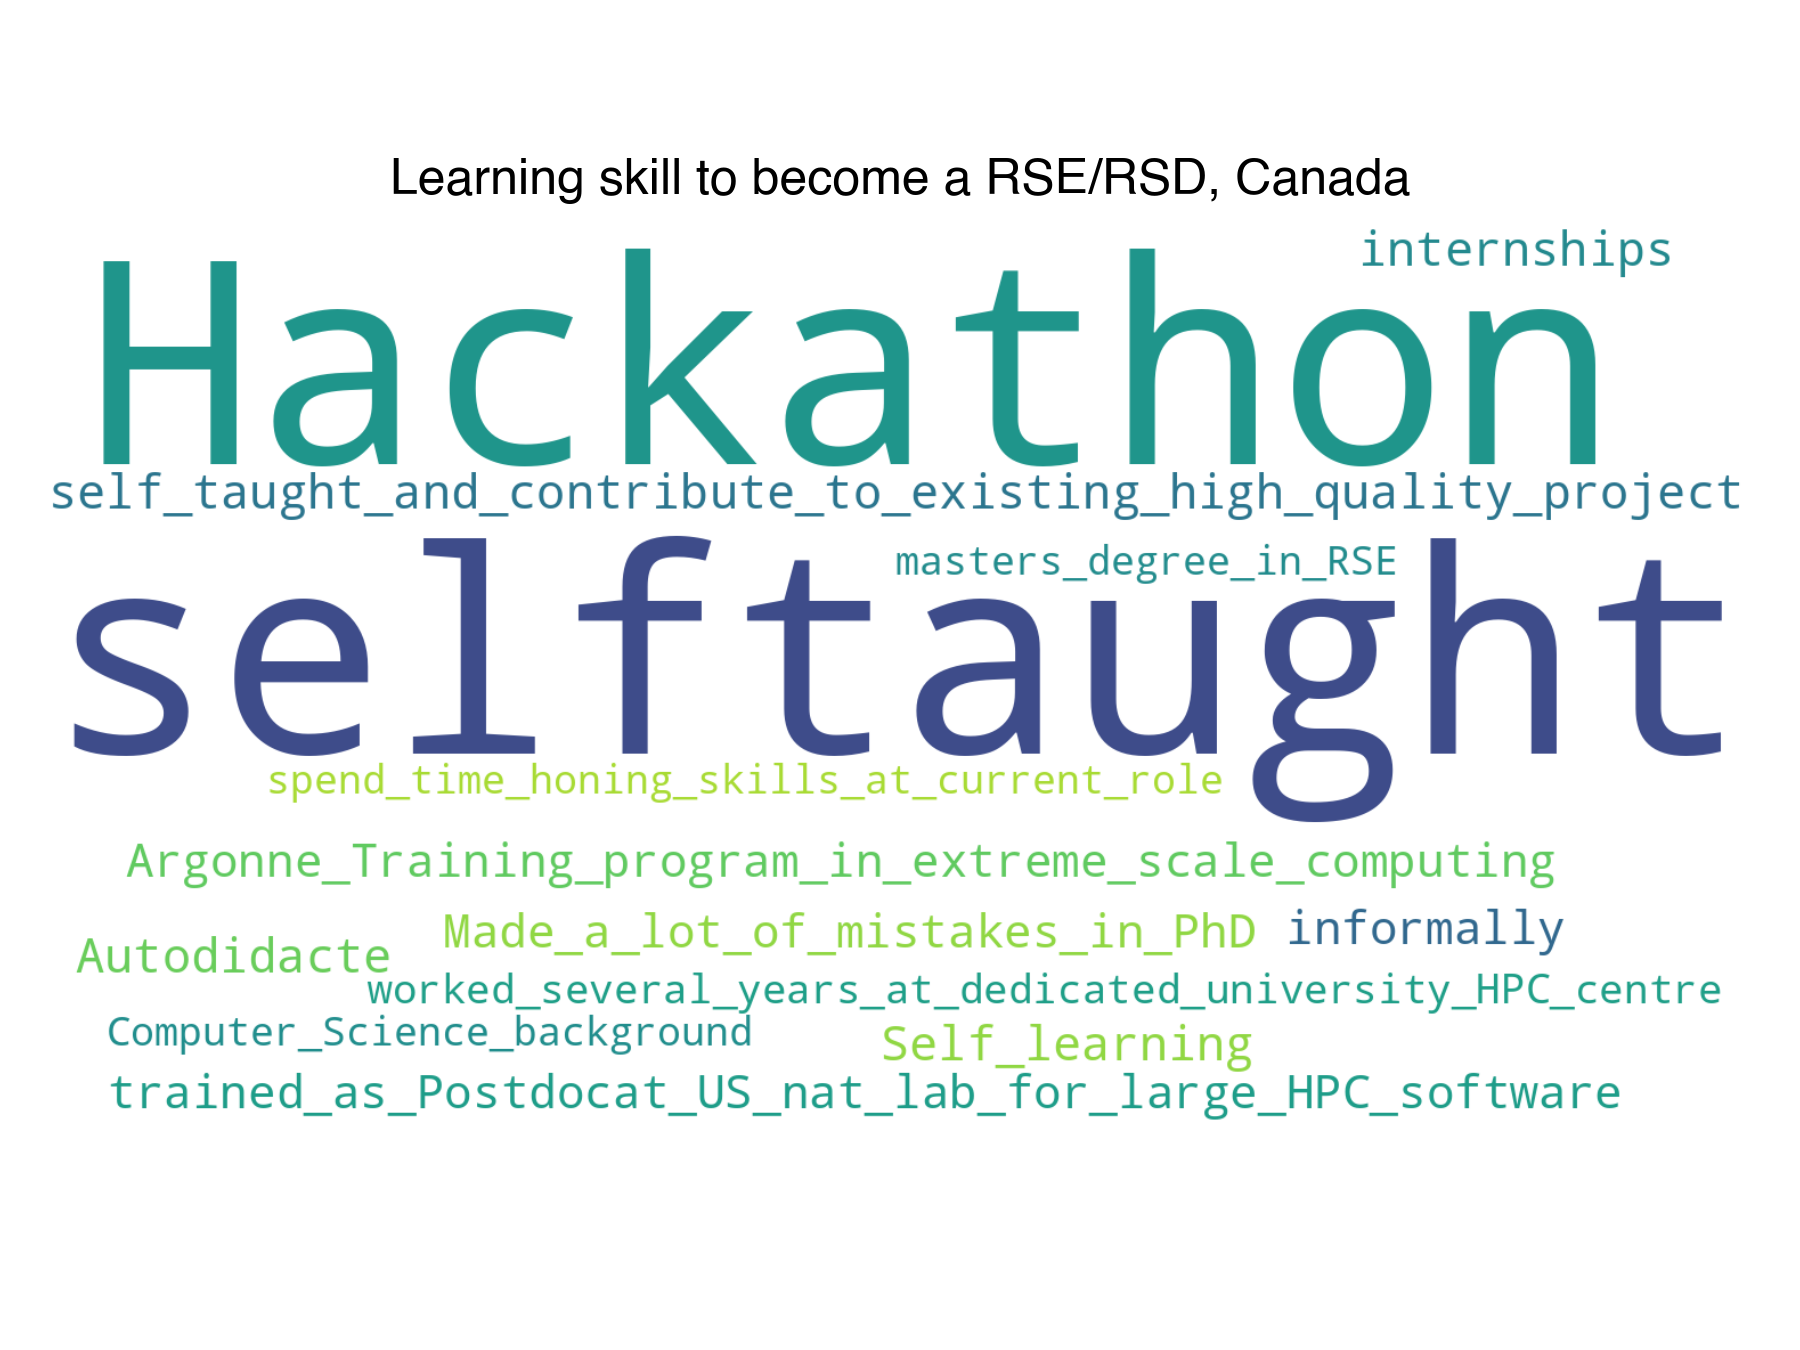 Learning skill to become a RSE/RSD, Canada
internships
Hackathon
self_taught_and_contribute_to_existing_high_quality_project
masters_degree_in_RSE
selftaught
spend_time_honing_skills_at_current_role
Argonne_Training_program_in_extreme_scale_computing
Made_a_lot_of_mistakes_in_PhD
informally
Autodidacte
worked_several_years_at_dedicated_university_HPC_centre
Computer_Science_background
Self_learning
trained_as_Postdocat_US_nat_lab_for_large_HPC_software